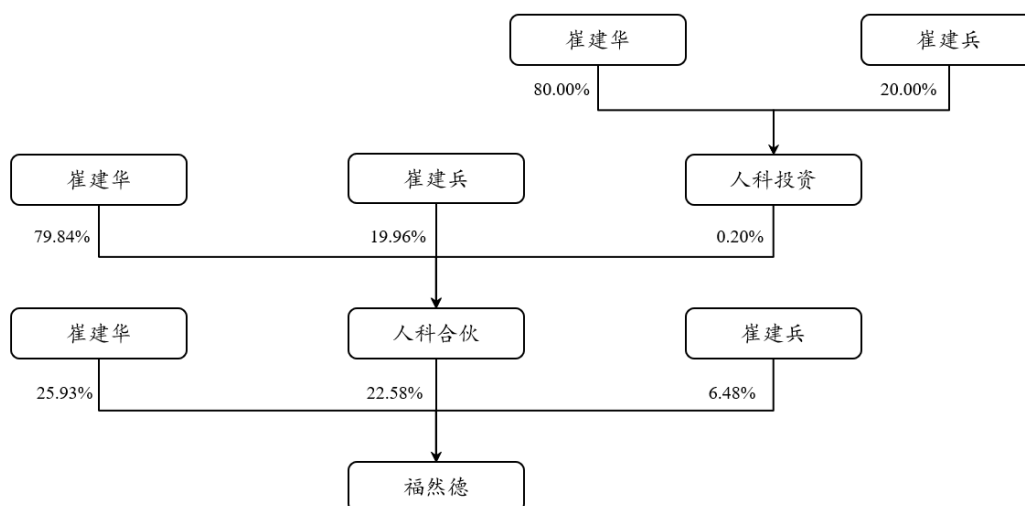 崔建华
崔建兵
80.00%
20.00%
崔建华
崔建兵
人科投资
79.84%
19.96%
0.20%
崔建华
人科合伙
崔建兵
25.93%
22.58%
6.48%
福然德